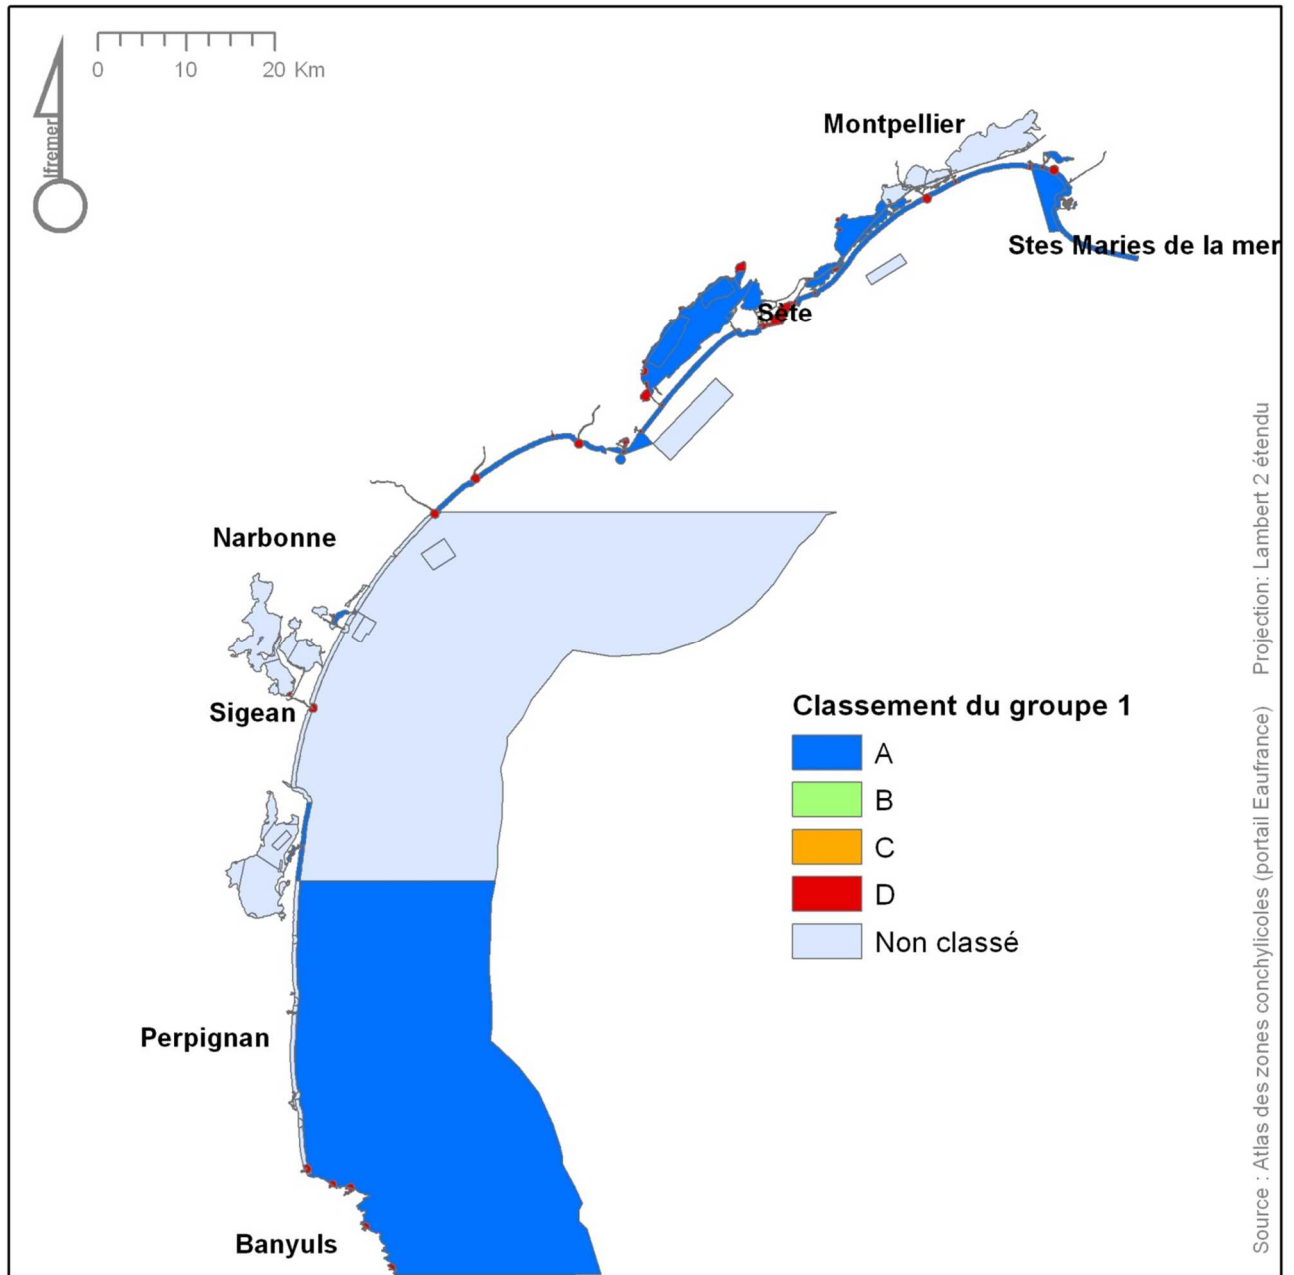 0 10 20 Km
Ifremer
Montpellier
Stes Maries de la mer
Sète
Narbonne
Sigean
Perpignan
Banyuls
Classement du groupe 1
A
B
C
D
Non classé
Source : Atlas des zones conchylicoles (portail Eaufrance) Projection: Lambert 2 étendu